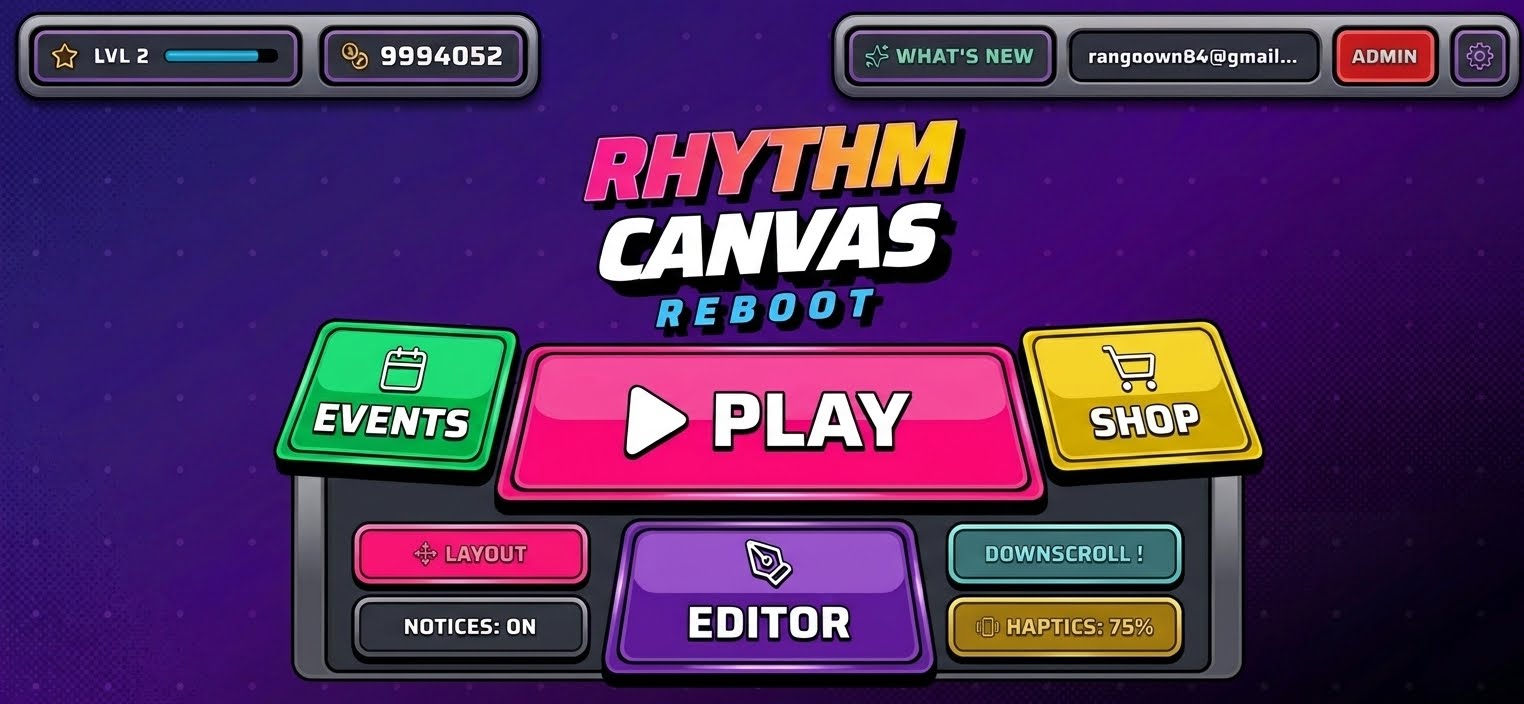 LVL 2
9994052
WHAT'S NEW
rangoown84@gmail...
ADMIN
RHYTHM
CANVAS
REBOOT
EVENTS
PLAY
SHOP
LAYOUT
NOTICES: ON
EDITOR
DOWNSCROLL !
HAPTICS: 75%